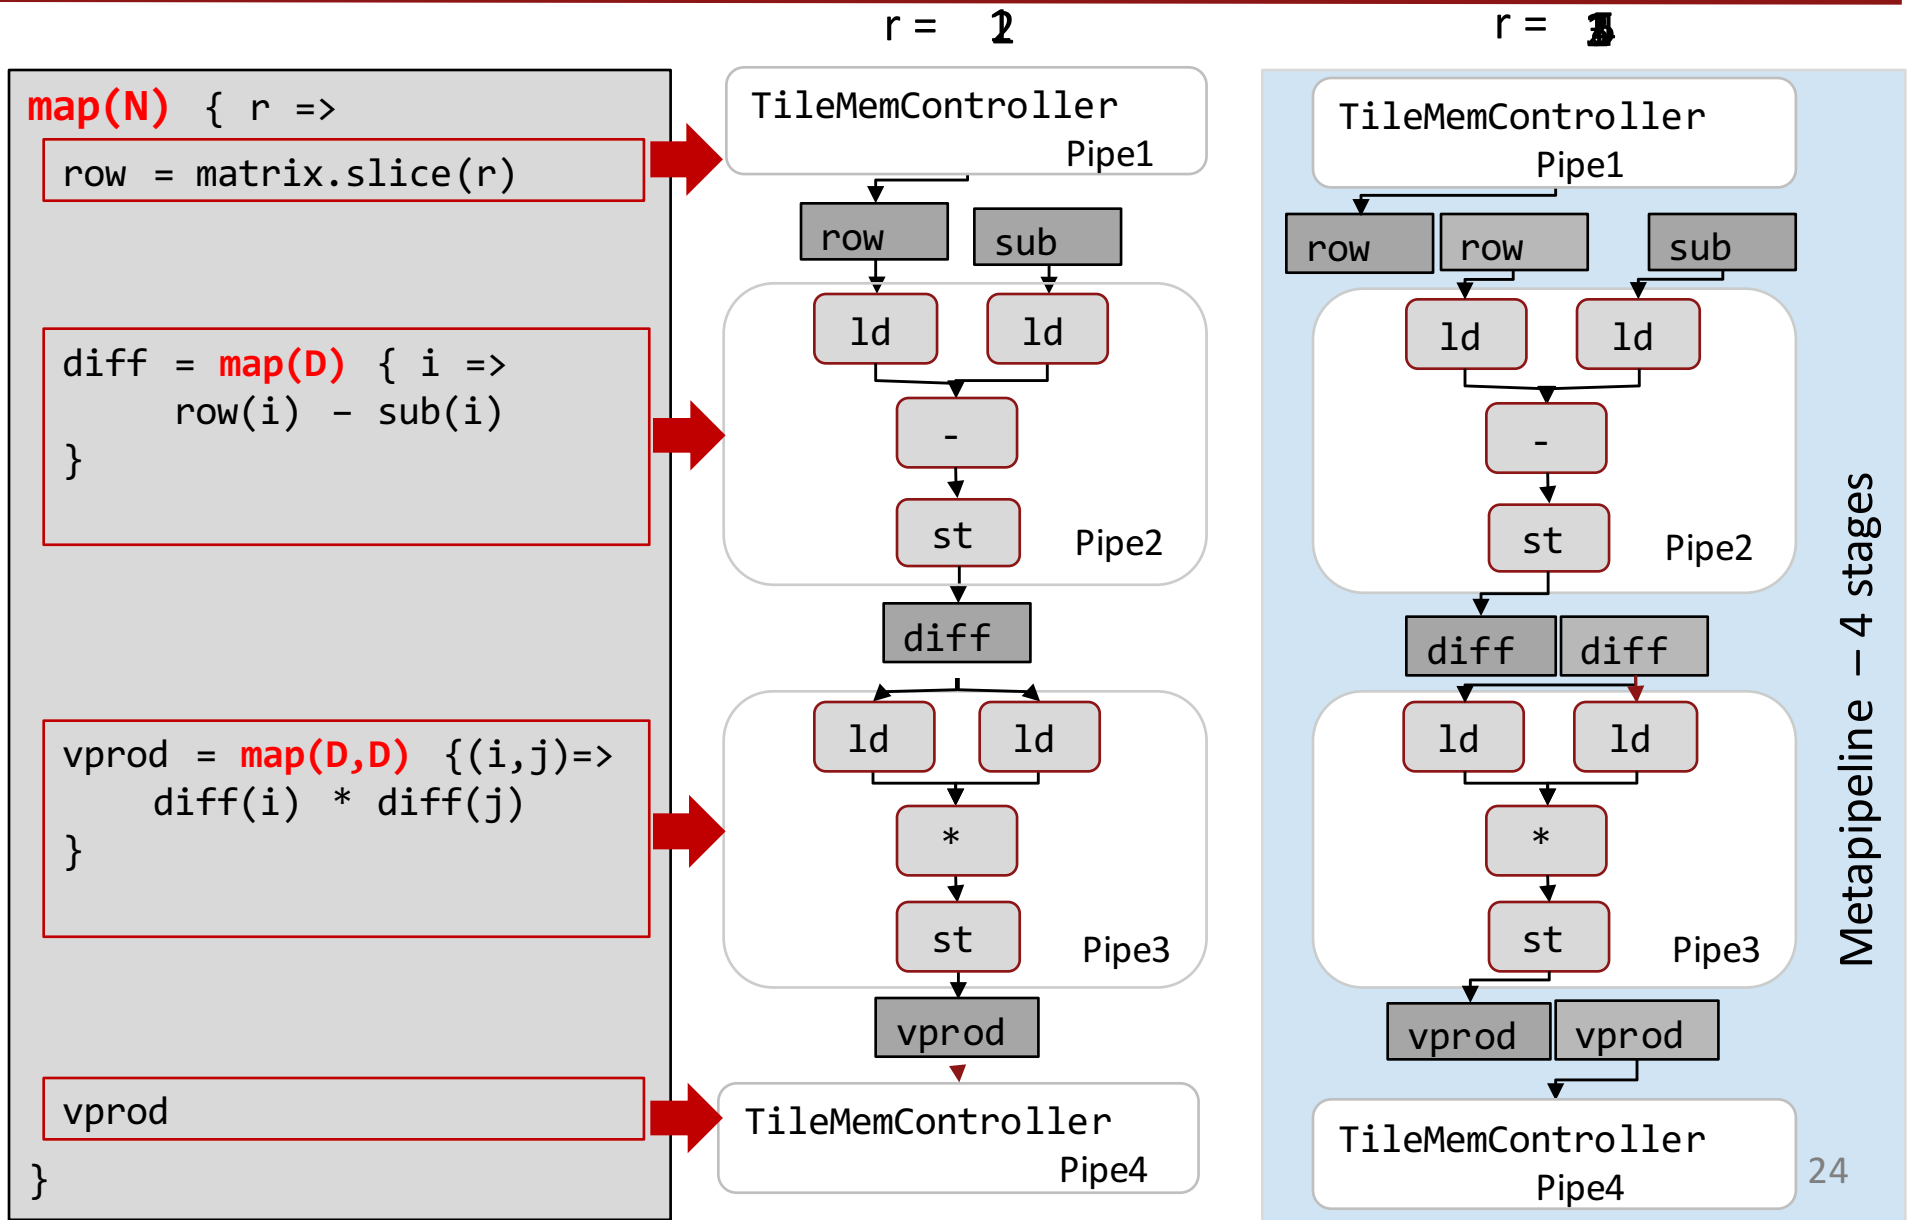 map(N) { r =>
row = matrix.slice(r)
diff = map(D) { i =>
row(i) – sub(i)
}
vprod = map(D,D) {(i,j)=>
diff(i) * diff(j)
}
vprod
}
r =
TileMemController
Pipe1
row sub
ld ld
-
st
Pipe2
diff
ld ld
*
st
Pipe3
vprod
TileMemController
Pipe4
r =
TileMemController
Pipe1
row row sub
ld ld
-
st
Pipe2
diff diff
ld ld
*
st
Pipe3
vprod vprod
TileMemController
Pipe4
Metapipeline – 4 stages
24